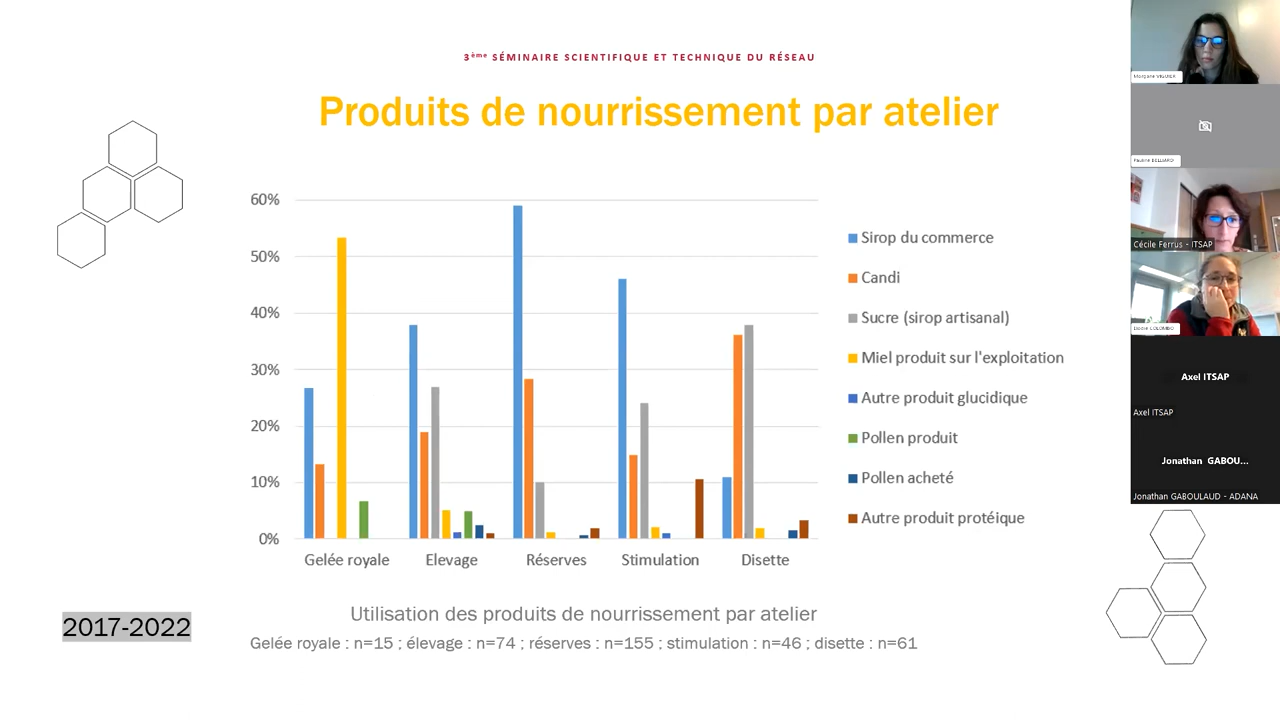 3ème SÉMINAIRE SCIENTIFIQUE ET TECHNIQUE DU RÉSEAU
Produits de nourrissement par atelier
60%
50%
40%
30%
20%
10%
0%
Gelée royale
Elevage
Réserves
Stimulation
Disette
Sirop du commerce
Candi
Sucre (sirop artisanal)
Miel produit sur l'exploitation
Autre produit glucidique
Pollen produit
Pollen acheté
Autre produit protéique
Utilisation des produits de nourrissement par atelier
Gelée royale : n=15 ; élevage : n=74 ; réserves : n=155 ; stimulation : n=46 ; disette : n=61
2017-2022
Cécile Ferrus - ITSAP
COLOMBO
Axel ITSAP
Axel ITSAP
Jonathan GABOU...
Jonathan GABOULAUD - ADANA